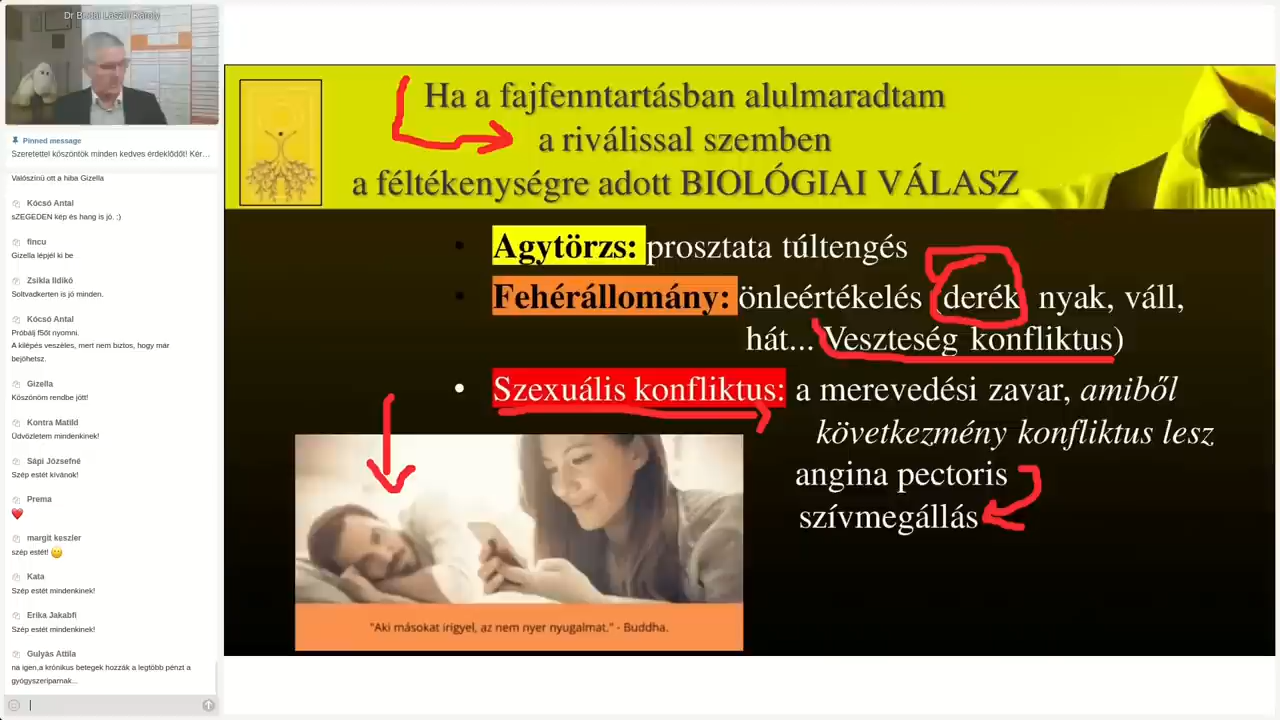 Dr Budai László Károly
Pinned message
Szeretettel köszöntök minden kedves érdeklődőt! Kér…
Valószínű ott a hiba Gizella
Kócsó Antal
sZEGEDEN kép és hang is jó. :)
fincu
Gizella lépjél ki be
Zsikla Ildikó
Soltvadkerten is jó minden.
Kócsó Antal
Próbálj f5öt nyomni.
A kilépés veszéles, mert nem biztos, hogy már
bejöhetsz.
Gizella
Köszönöm rendbe jött!
Kontra Matild
Üdvözletem mindenkinek!
Sápi Józsefné
Szép estét kívánok!
Prema
❤️
margit keszler
szép estét! 🙂
Kata
Szép estét mindenkinek!
Erika Jakabfi
Szép estét mindenkinek!
Gulyás Attila
na igen,a krónikus betegek hozzák a legtöbb pénzt a
gyógyszeriparnak...
Ha a fajfenntartásban alulmaradtam
a riválissal szemben
a féltékenységre adott BIOLÓGIAI VÁLASZ
• Agytörzs: prosztata túltengés
• Fehérállomány: önleértékelés (derék, nyak, váll,
hát... Veszteség konfliktus)
• Szexuális konfliktus: a merevedési zavar, amiből
következmény konfliktus lesz
angina pectoris
szívmegállás
"Aki másokat irigyel, az nem nyer nyugalmat." - Buddha.